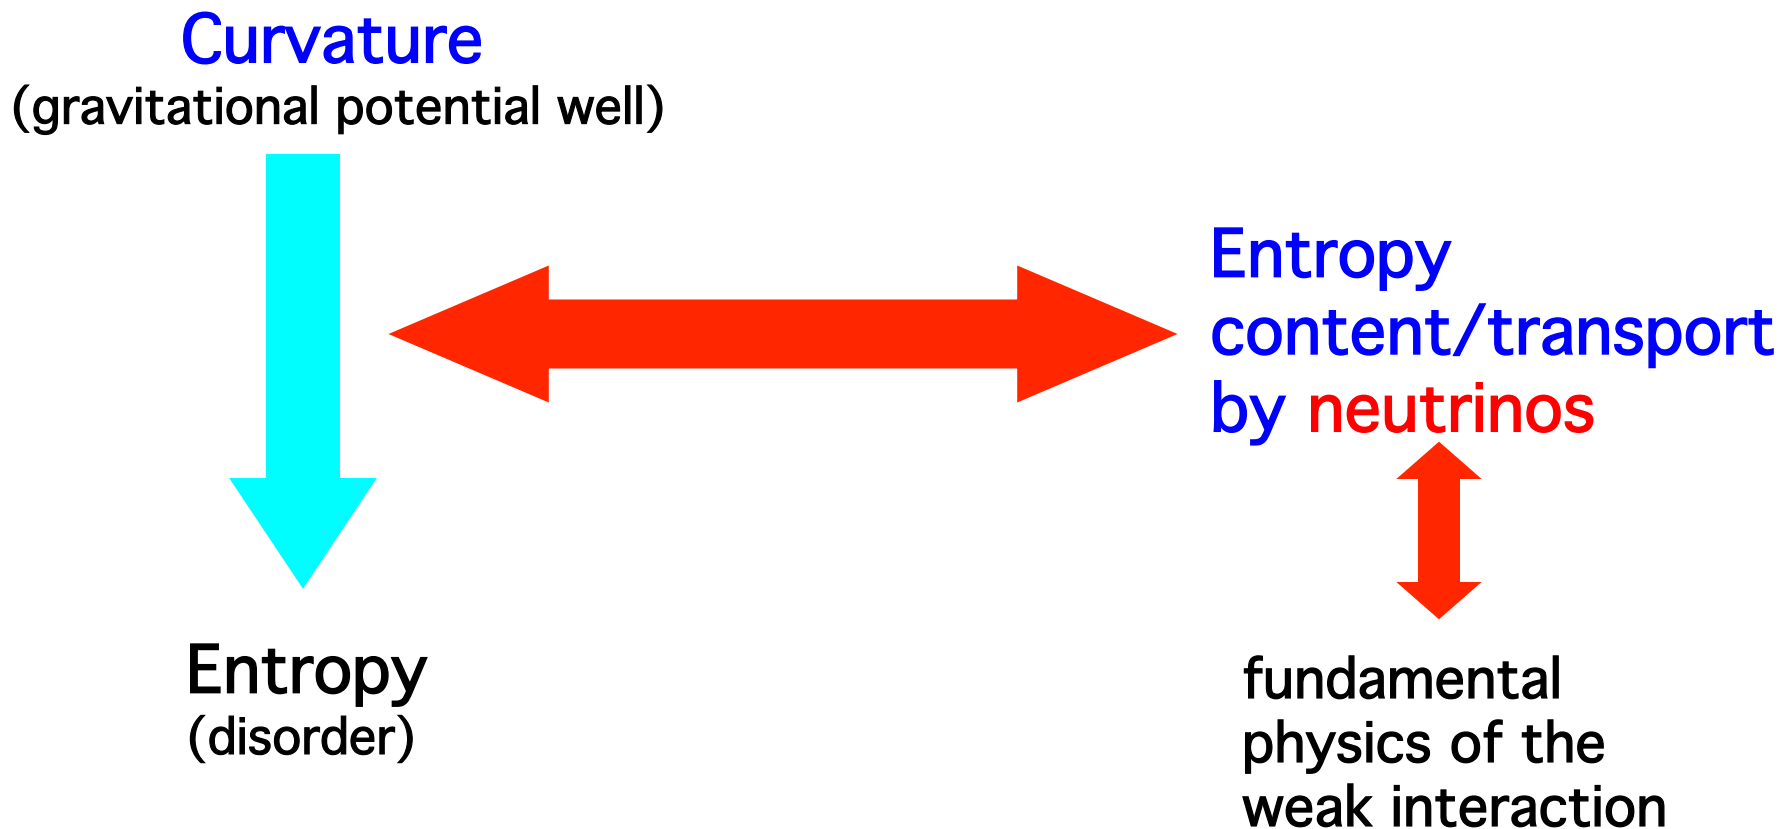 Curvature
(gravitational potential well)
Entropy
content/transport
by neutrinos
Entropy
(disorder)
fundamental
physics of the
weak interaction